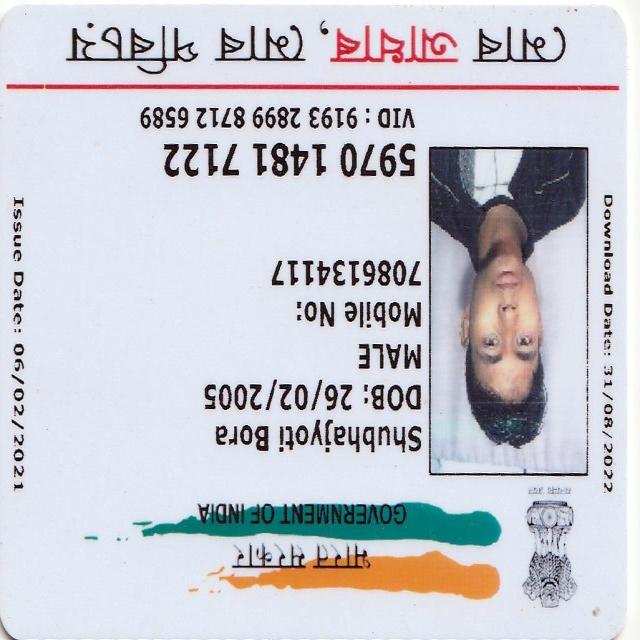 भारत सरकार
GOVERNMENT OF INDIA
Download Date: 31/08/2022
Shubhajyoti Bora
DOB: 26/02/2005
MALE
Mobile No:
7086134117
Issue Date: 06/02/2021
5970 1481 7122
VID : 9193 2899 8712 6589
মোৰ আধাৰ, মোৰ পৰিচয়